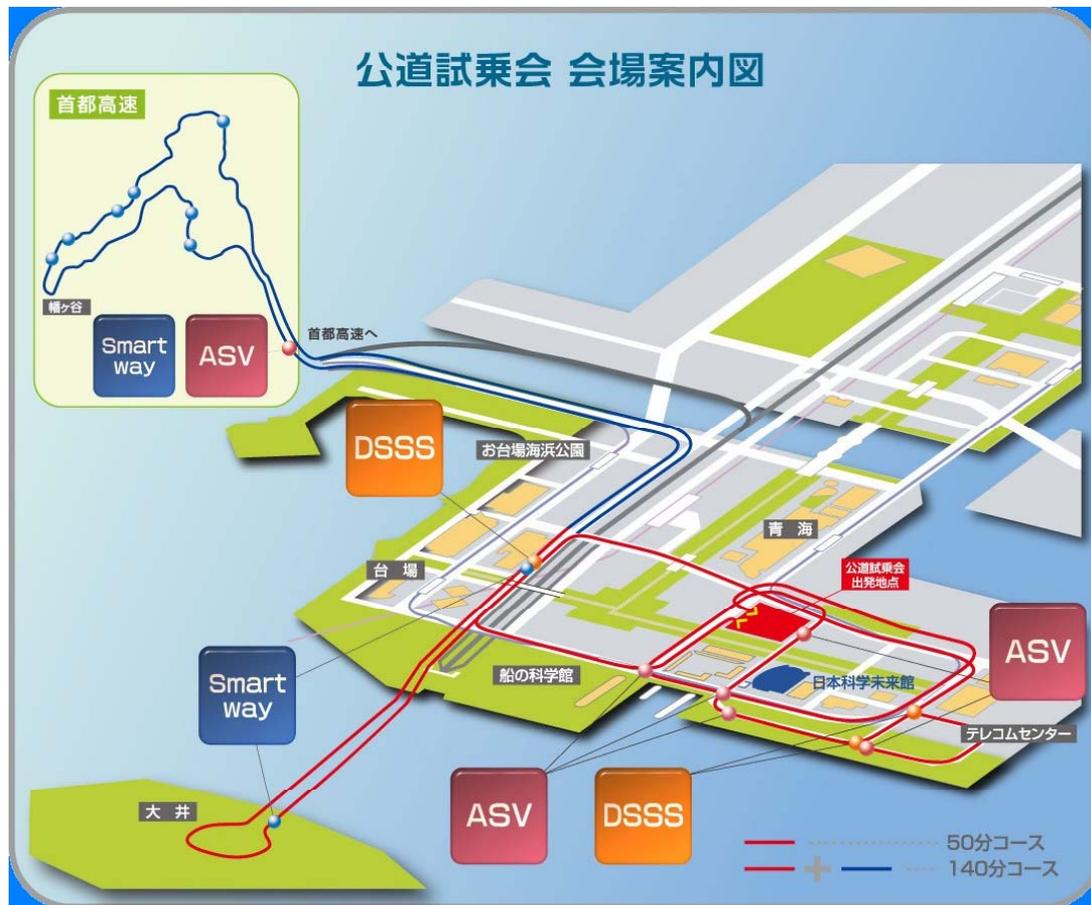 公道試乗会 会場案内図
首都高速
幡ヶ谷
Smart
way
ASV
首都高速へ
DSSS
お台場海浜公園
青 海
台 場
公道試乗会
出発地点
ASV
Smart
way
船の科学館
日本科学未来館
テレコムセンター
大 井
ASV
DSSS
50分コース
+
140分コース